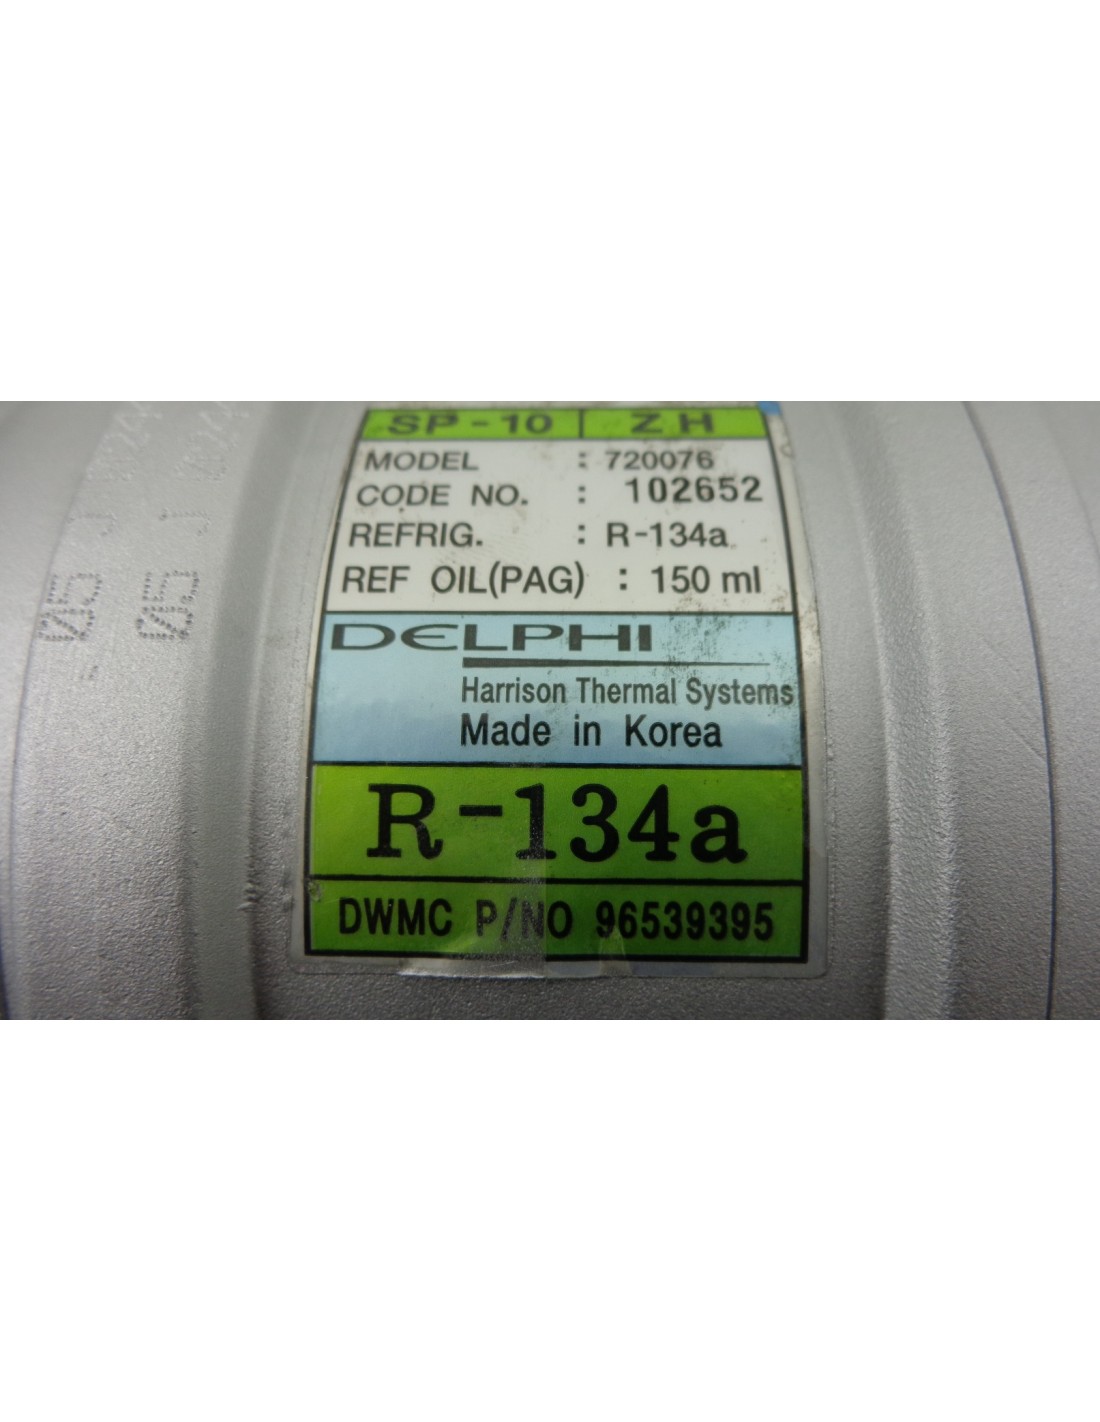 SP-10 ZH
MODEL : 720076
CODE NO. : 102652
REFRIG. : R-134a
REF OIL(PAG) : 150 ml
DELPHI
Harrison Thermal Systems
Made in Korea
R-134a
DWMC P/NO 96539395